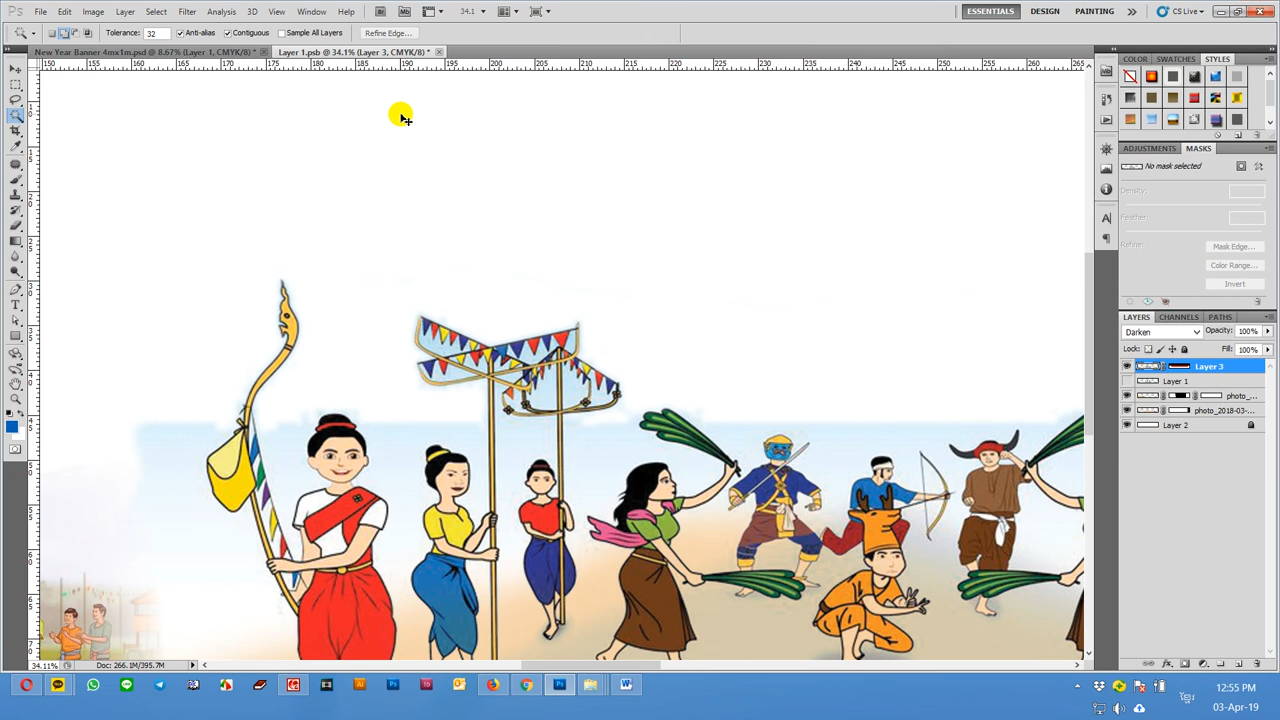 File Edit Image Layer Select Filter Analysis 3D View Window Help 34.1 ESSENTIALS DESIGN PAINTING CS Live
Tolerance: 32 Anti-alias Contiguous Sample All Layers Refine Edge...
New Year Banner 4mx1m.psd @ 8.67% (Layer 1, CMYK/8) * Layer 1.psb @ 34.1% (Layer 3, CMYK/8) *
150 165 170 175 180 185 190 195 200 205 210 215 220 225 230 235 240 245 250 255 260 265
COLOR SWATCHES STYLES
ADJUSTMENTS MASKS
No mask selected
Density:
Feather:
Refine: Mask Edge...
Color Range...
Invert
LAYERS CHANNELS PATHS
Darken Opacity: 100%
Lock: Fill: 100%
Layer 3
Layer 1
photo_...
photo_2018-03-...
Layer 2
34.11% Doc: 266.1M/395.7M
12:55 PM
03-Apr-19